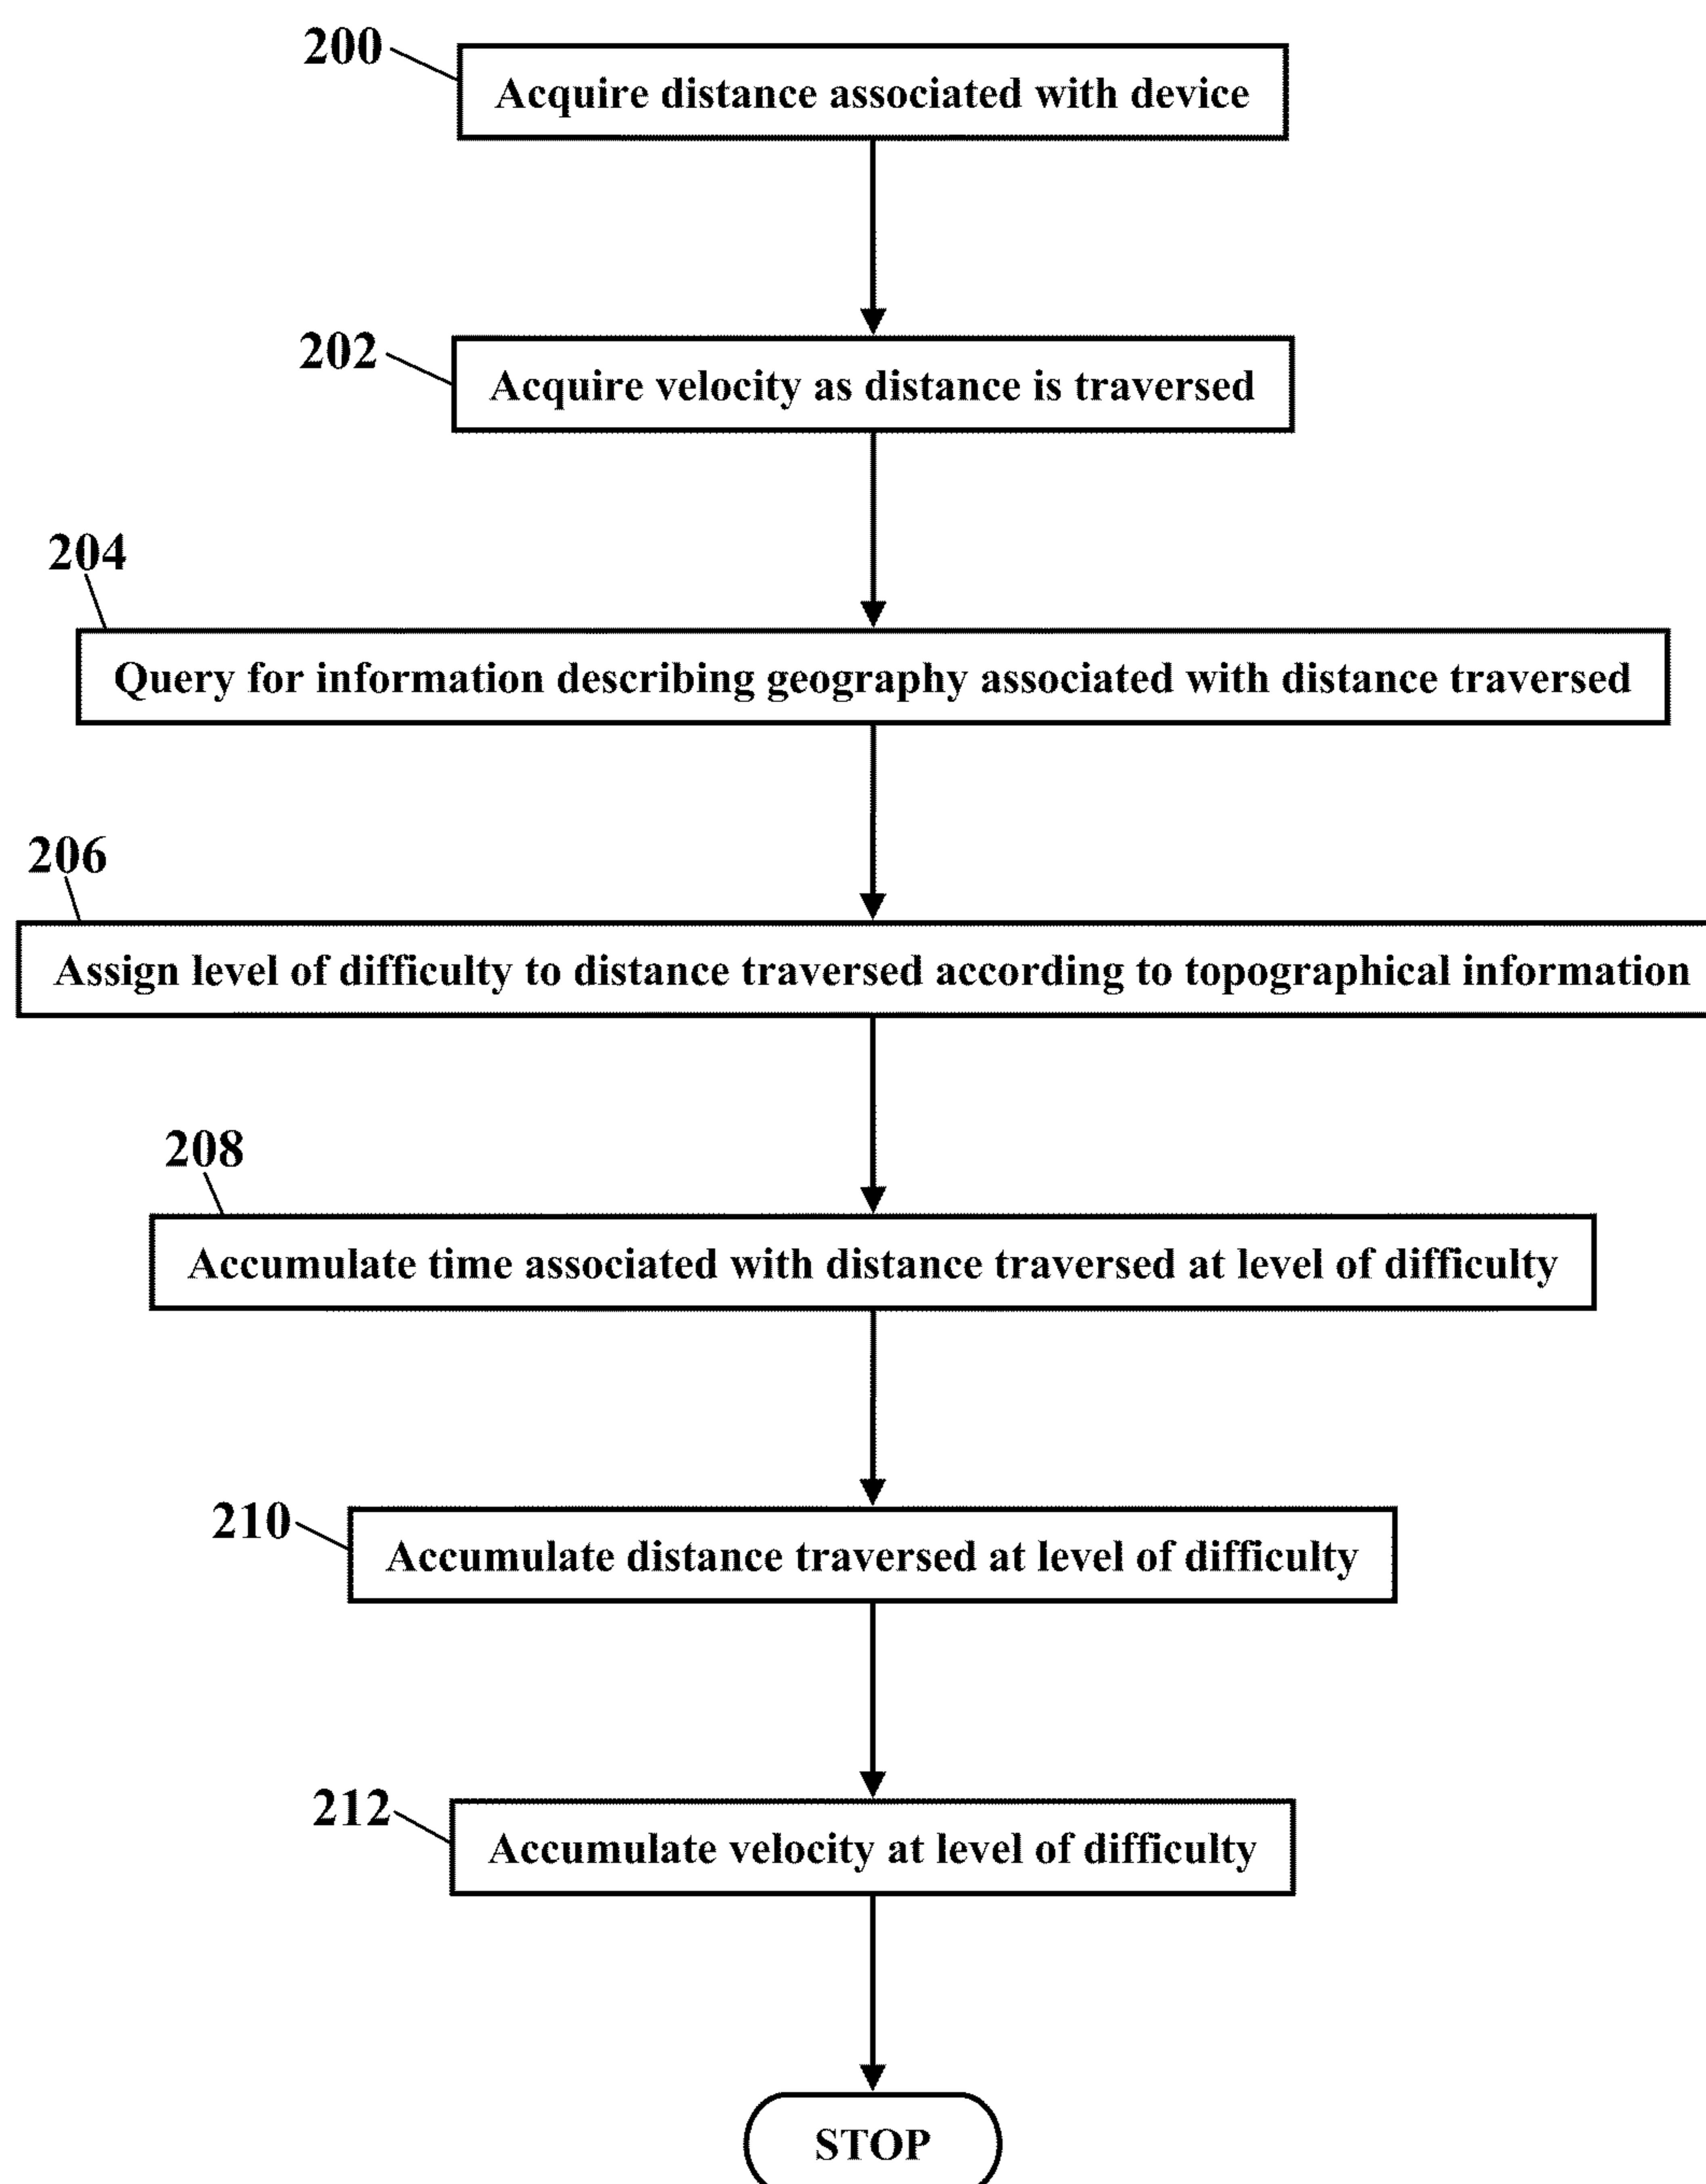 200
Acquire distance associated with device
202
Acquire velocity as distance is traversed
204
Query for information describing geography associated with distance traversed
206
Assign level of difficulty to distance traversed according to topographical information
208
Accumulate time associated with distance traversed at level of difficulty
210
Accumulate distance traversed at level of difficulty
212
Accumulate velocity at level of difficulty
STOP